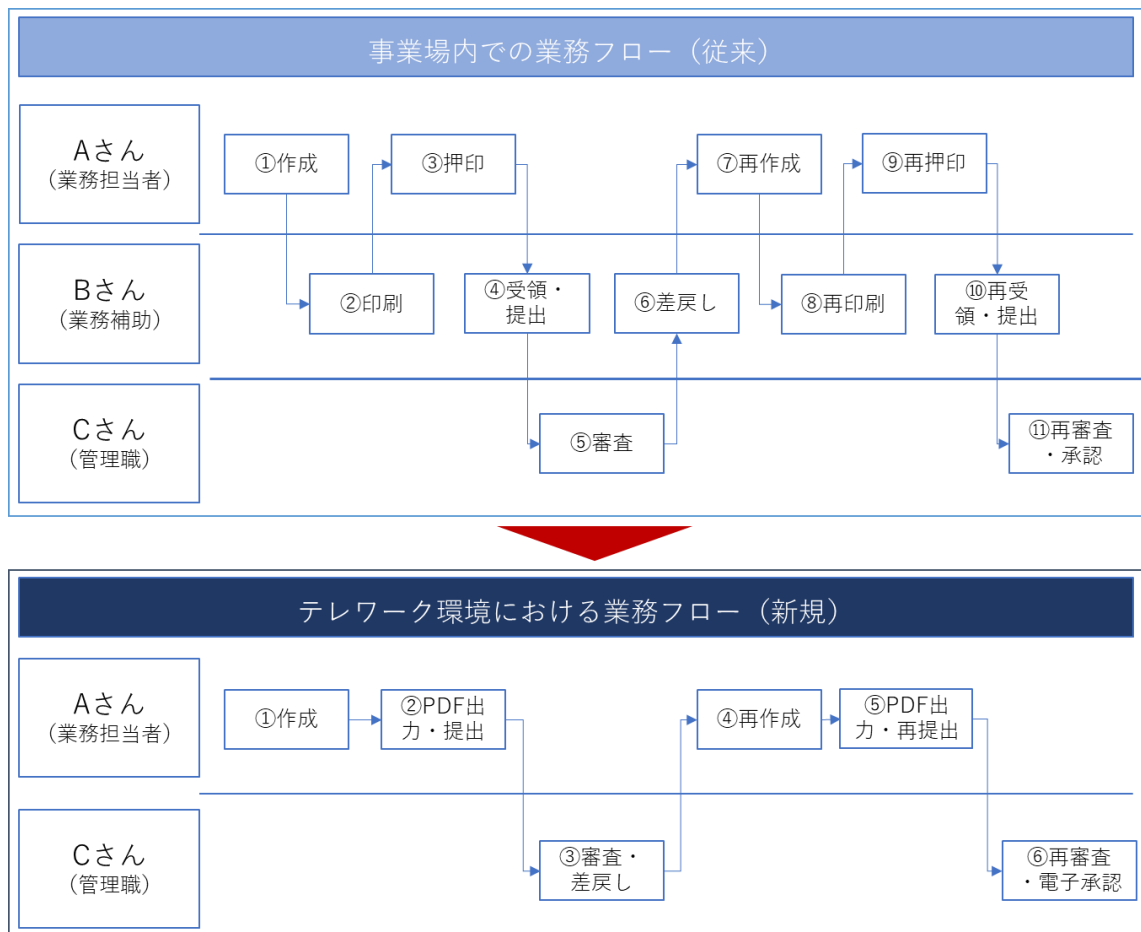 事業場内での業務フロー（従来）
Aさん
（業務担当者）
①作成
③押印
⑦再作成
⑨再押印
Bさん
（業務補助）
②印刷
④受領・
提出
⑥差戻し
⑧再印刷
⑩再受
領・提出
Cさん
（管理職）
⑤審査
⑪再審査
・承認
テレワーク環境における業務フロー（新規）
Aさん
（業務担当者）
①作成
②PDF出
力・提出
④再作成
⑤PDF出
力・再提出
Cさん
（管理職）
③審査・
差戻し
⑥再審査
・電子承認